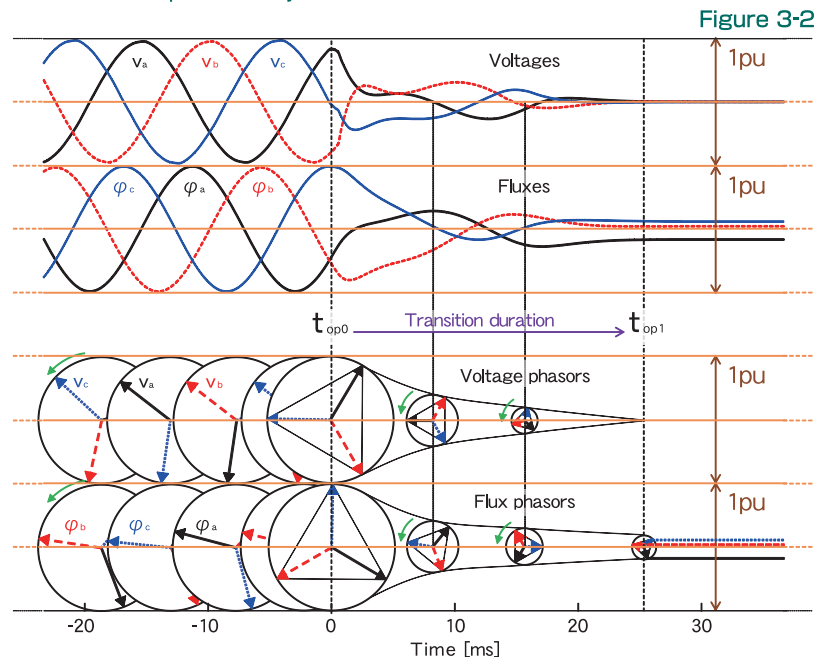 Figure 3-2
va
vb
vc
Voltages
1pu
φc
φa
φb
Fluxes
1pu
top0
Transition duration
top1
vc
va
vb
Voltage phasors
1pu
φb
φc
φa
Flux phasors
1pu
-20
-10
0
10
20
30
Time [ms]